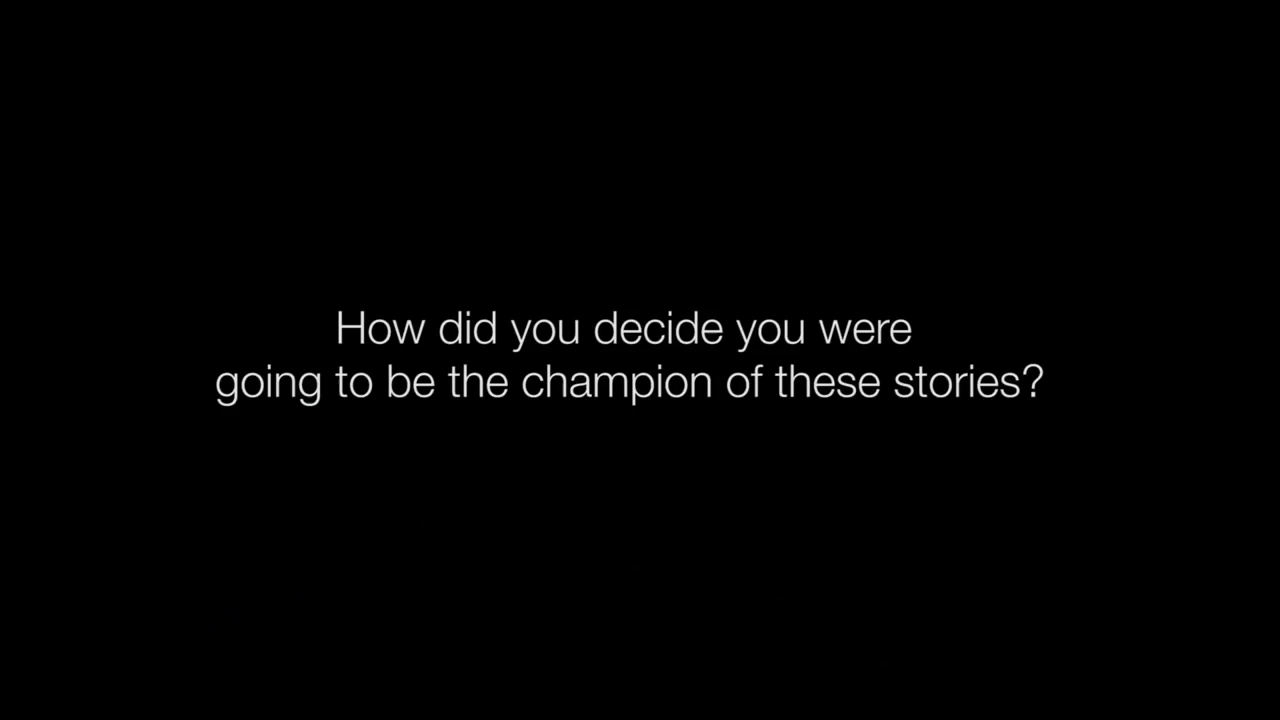 How did you decide you were
going to be the champion of these stories?